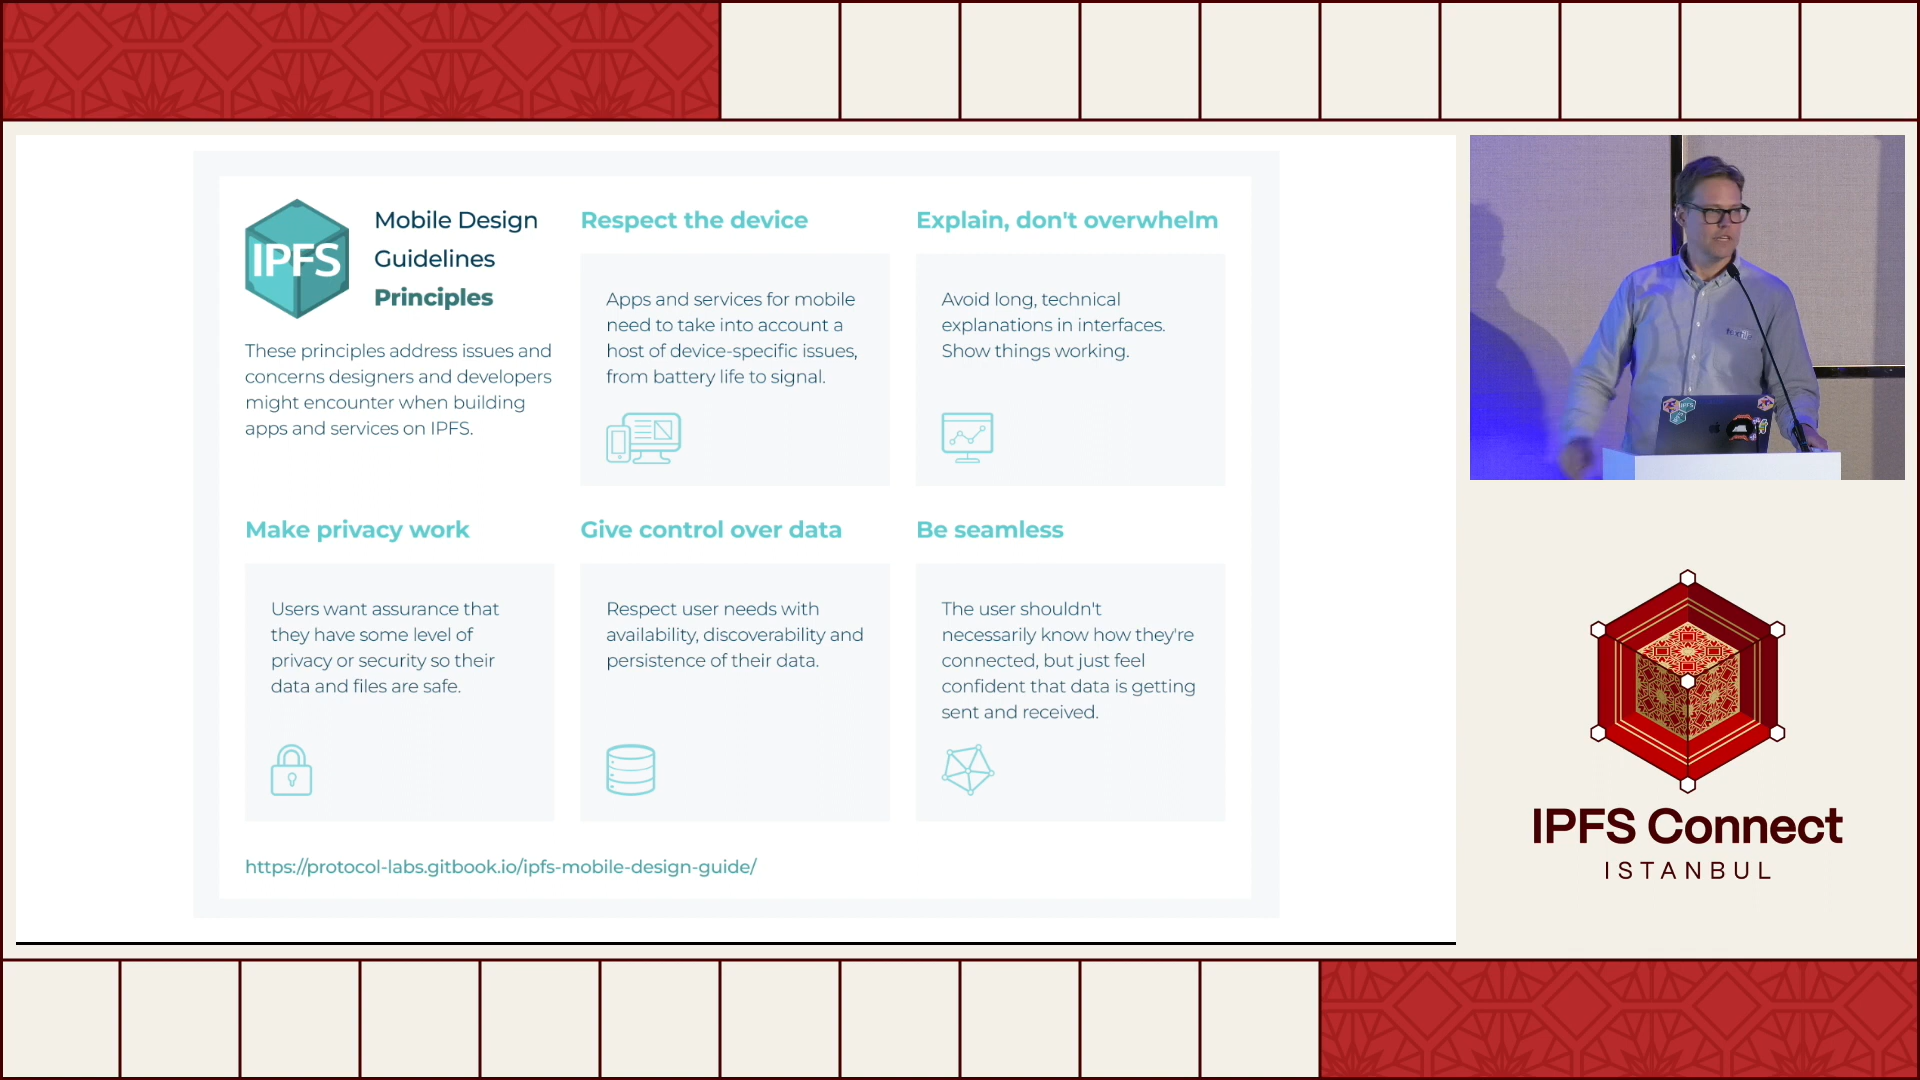 IPFS
Mobile Design
Guidelines
Principles
These principles address issues and
concerns designers and developers
might encounter when building
apps and services on IPFS.
Respect the device
Apps and services for mobile
need to take into account a
host of device-specific issues,
from battery life to signal.
Explain, don't overwhelm
Avoid long, technical
explanations in interfaces.
Show things working.
Make privacy work
Users want assurance that
they have some level of
privacy or security so their
data and files are safe.
Give control over data
Respect user needs with
availability, discoverability and
persistence of their data.
Be seamless
The user shouldn't
necessarily know how they're
connected, but just feel
confident that data is getting
sent and received.
https://protocol-labs.gitbook.io/ipfs-mobile-design-guide/
IPFS Connect
ISTANBUL